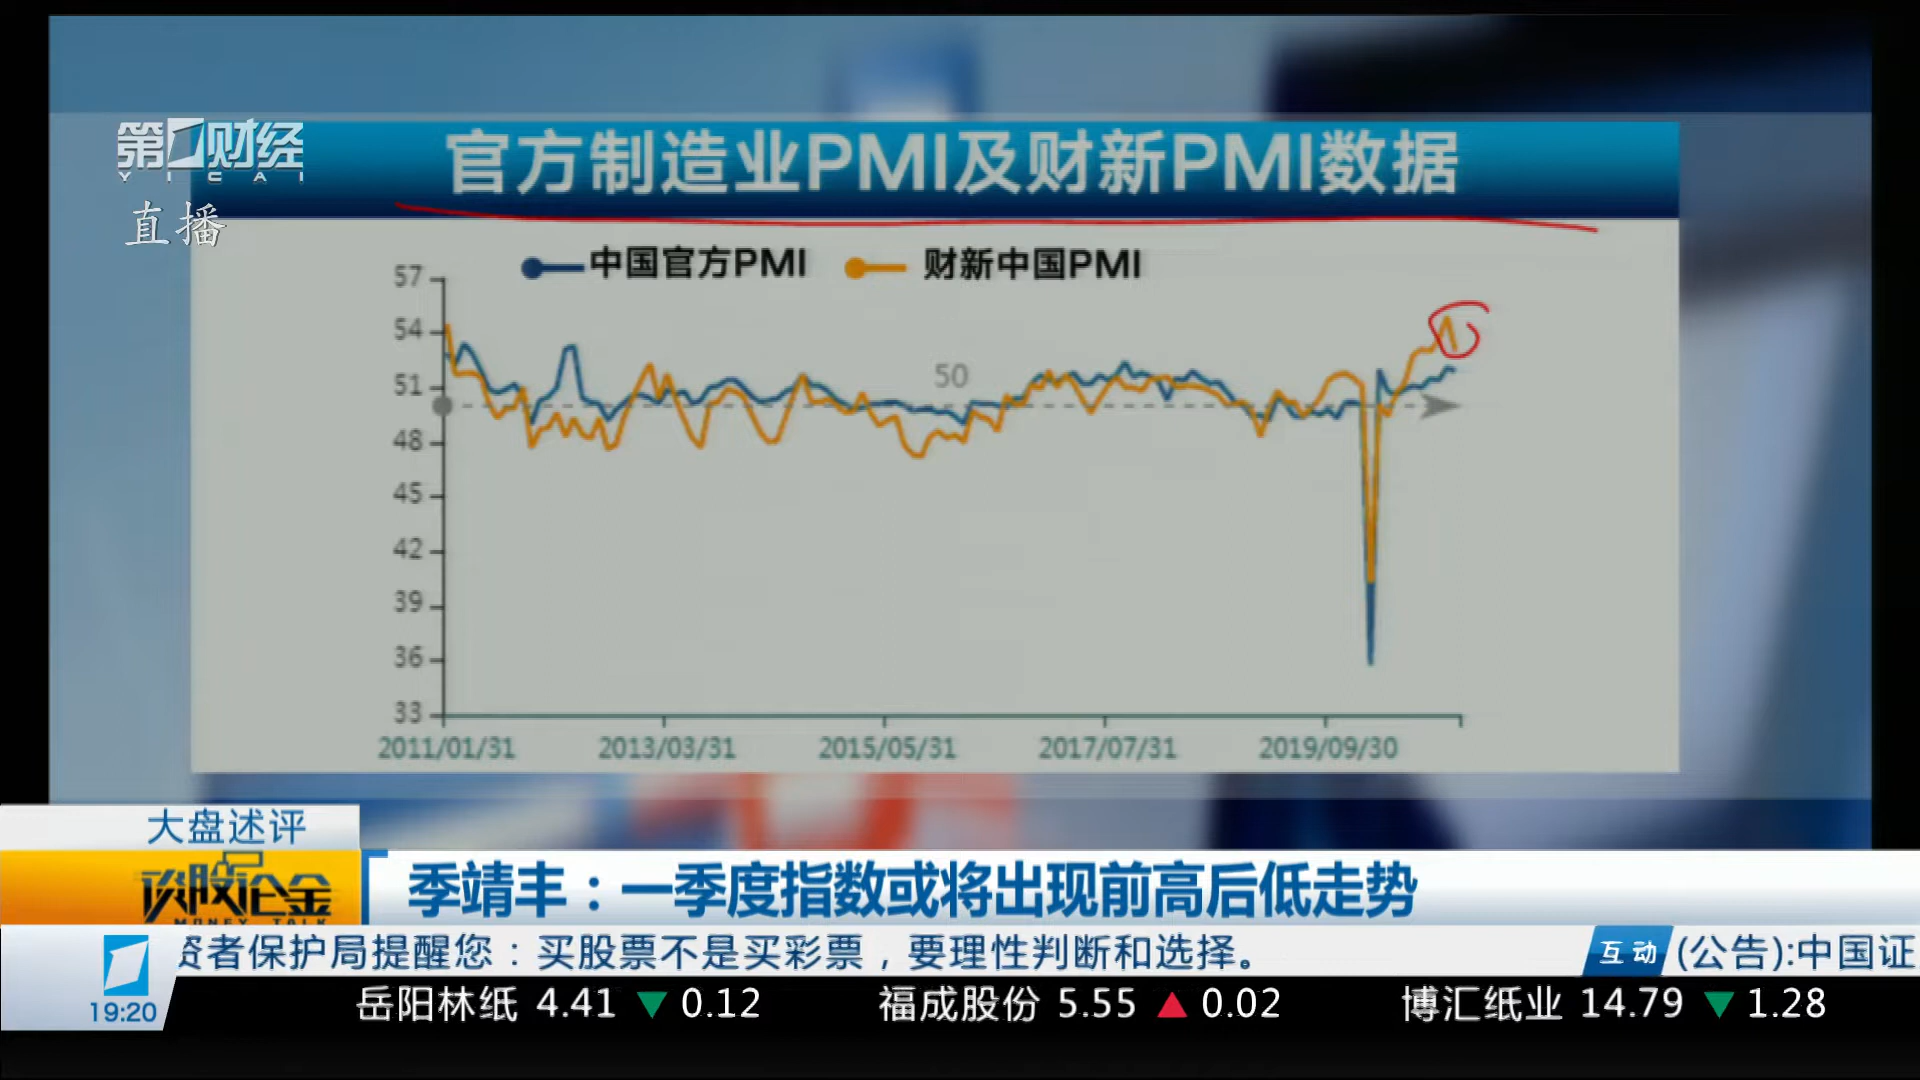 第1财经
YICAI
直播
官方制造业PMI及财新PMI数据
中国官方PMI 财新中国PMI
57
54
51
48
45
42
39
36
33
50
2011/01/31 2013/03/31 2015/05/31 2017/07/31 2019/09/30
大盘述评
谈股论金
MONEY TALK
季靖丰：一季度指数或将出现前高后低走势
资者保护局提醒您：买股票不是买彩票，要理性判断和选择。
互动 (公告):中国证
19:20
岳阳林纸 4.41 ▼ 0.12 福成股份 5.55 ▲ 0.02 博汇纸业 14.79 ▼ 1.28